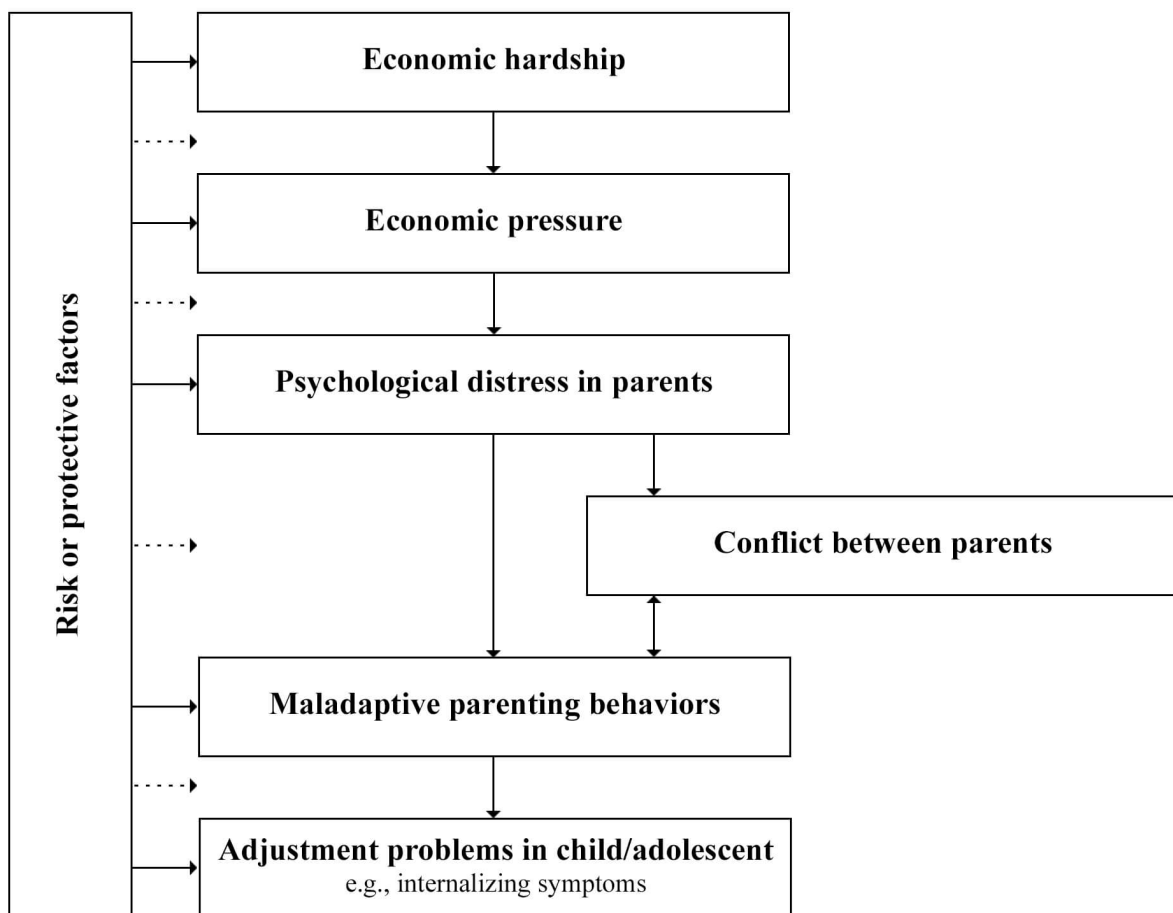 Risk or protective factors
Economic hardship
Economic pressure
Psychological distress in parents
Conflict between parents
Maladaptive parenting behaviors
Adjustment problems in child/adolescent
e.g., internalizing symptoms